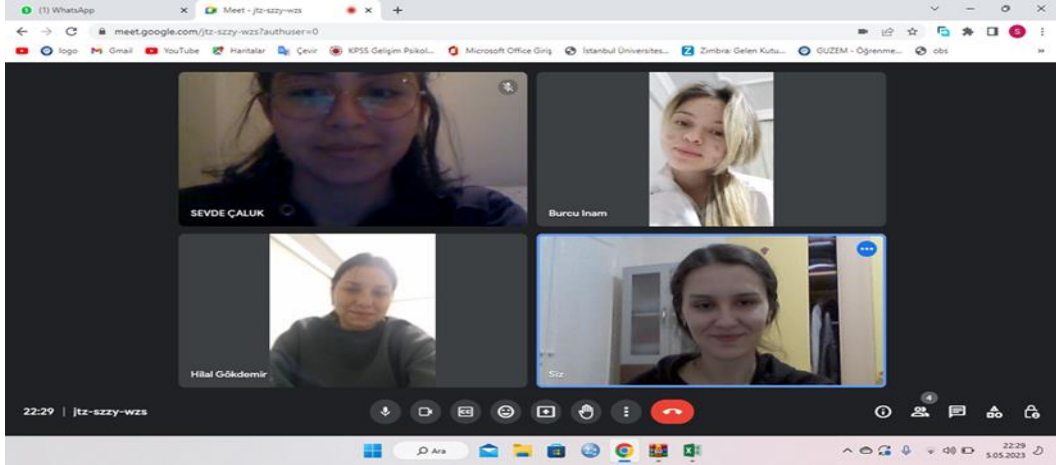 (1) WhatsApp
Meet - jtz-szzy-wzs
meet.google.com/jtz-szzy-wzs?authuser=0
logo
Gmail
YouTube
Haritalar
Çevir
KPSS Gelişim Psikol...
Microsoft Office Giriş
İstanbul Üniversites...
Zimbra: Gelen Kutu...
GUZEM - Öğrenme...
obs
SEVDE ÇALUK
Burcu Inam
Hilal Gökdemir
Siz
22:29 | jtz-szzy-wzs
4
Ara
22:29
5.05.2023